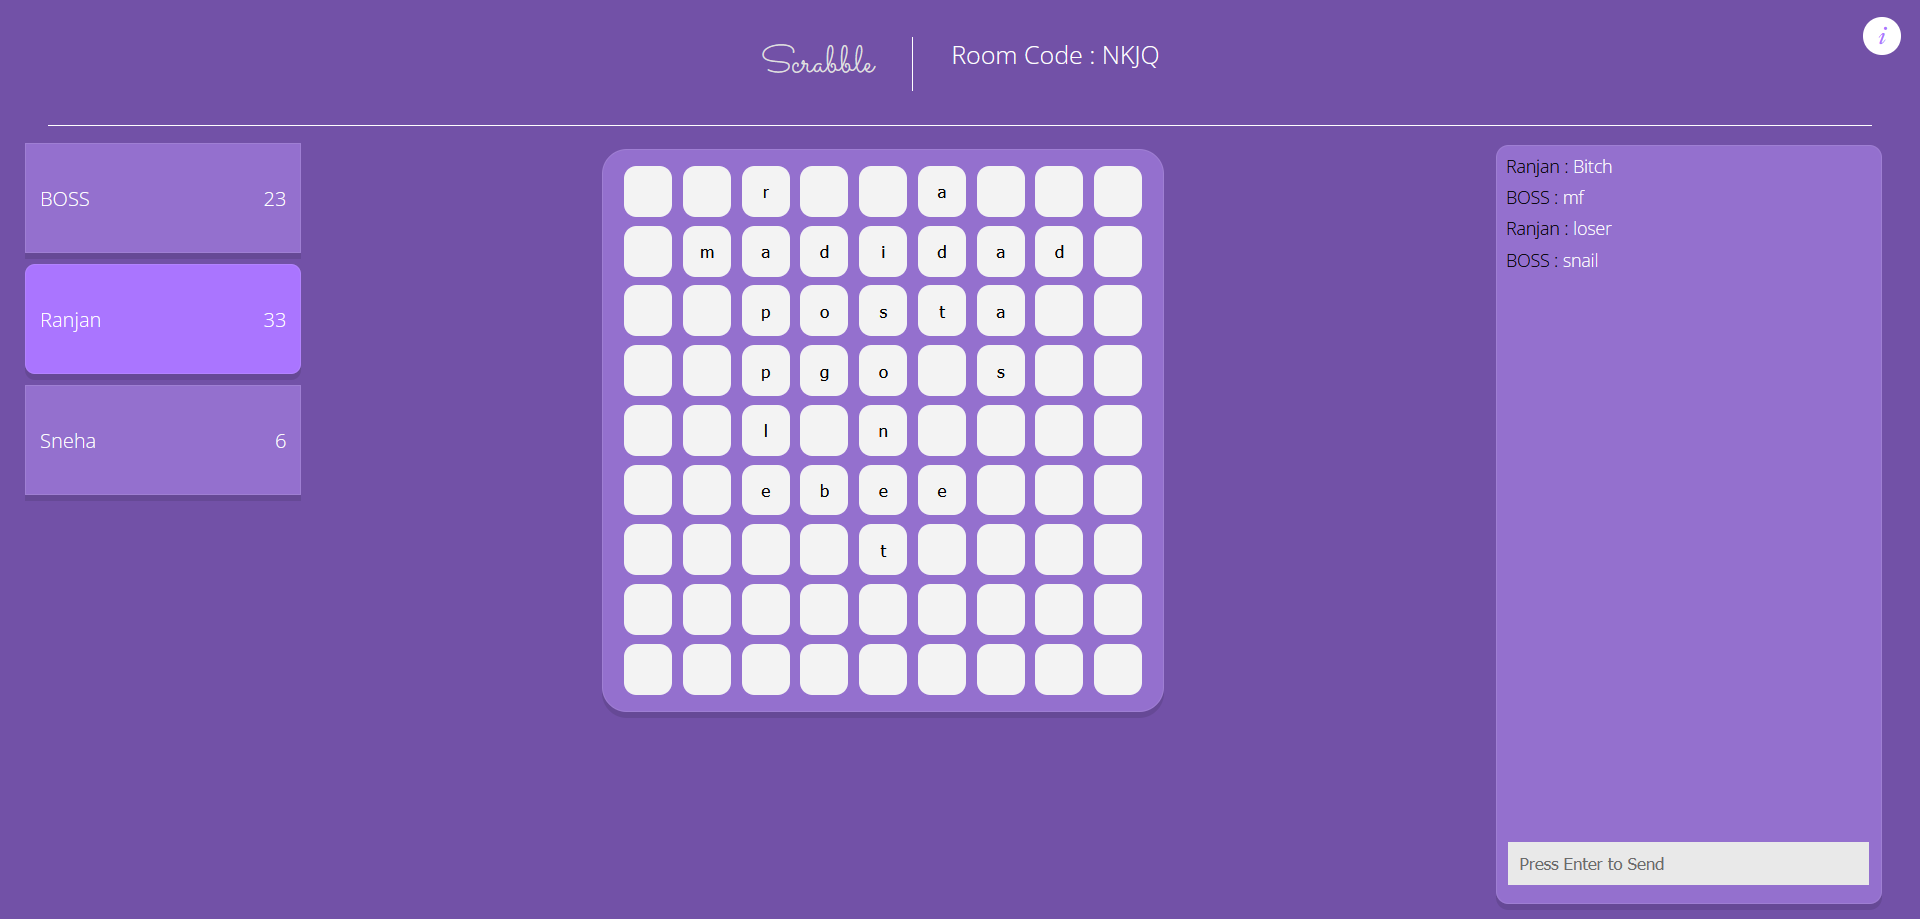 Scrabble
Room Code : NKJQ
i
BOSS 23
Ranjan 33
Sneha 6
r a
m a d i d a d
p o s t a
p g o s
l n
e b e e
t
Ranjan : Bitch
BOSS : mf
Ranjan : loser
BOSS : snail
Press Enter to Send